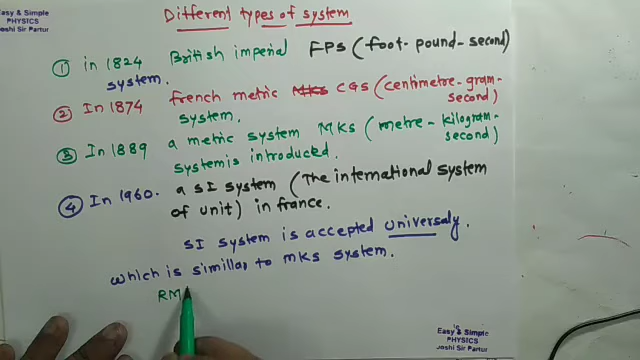 Easy & Simple
PHYSICS
Joshi Sir Partur
Different types of system
① in 1824 British imperial FPS (foot-pound-second)
system.
② In 1874 french metric CGS (centimetre-gram-
system. second)
③ In 1889 a metric system MKS (metre-kilogram-
system is introduced. second)
④ In 1960. a SI system (The international system
of unit) in france.
SI system is accepted universaly.
which is simillar to MKS system.
RM
Easy & Simple
PHYSICS
Joshi Sir Partur